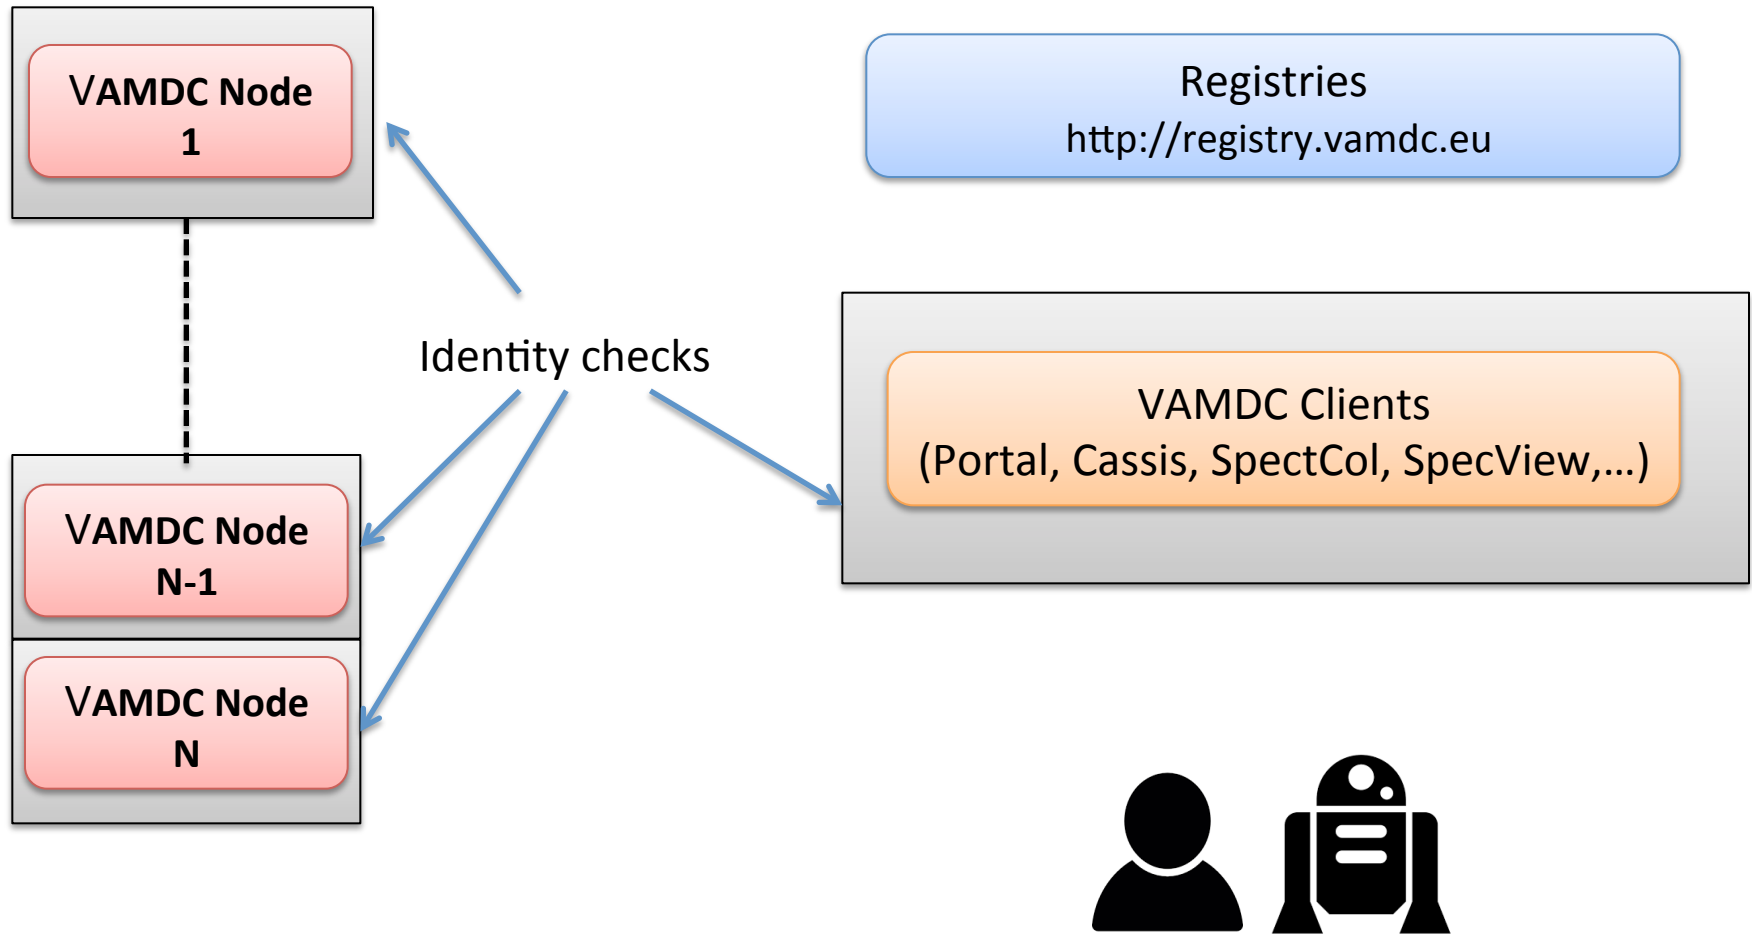 VAMDC Node
1
Registries
http://registry.vamdc.eu
Identity checks
VAMDC Clients
(Portal, Cassis, SpectCol, SpecView,...)
VAMDC Node
N-1
VAMDC Node
N